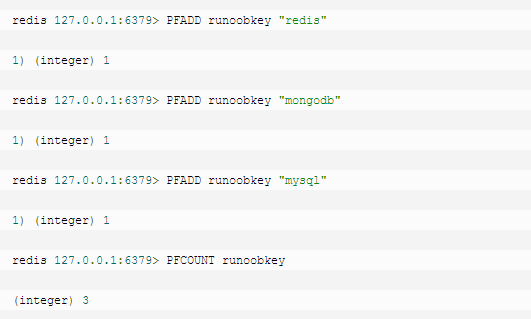 redis 127.0.0.1:6379> PFADD runoobkey "redis"
1) (integer) 1
redis 127.0.0.1:6379> PFADD runoobkey "mongodb"
1) (integer) 1
redis 127.0.0.1:6379> PFADD runoobkey "mysql"
1) (integer) 1
redis 127.0.0.1:6379> PFCOUNT runoobkey
(integer) 3